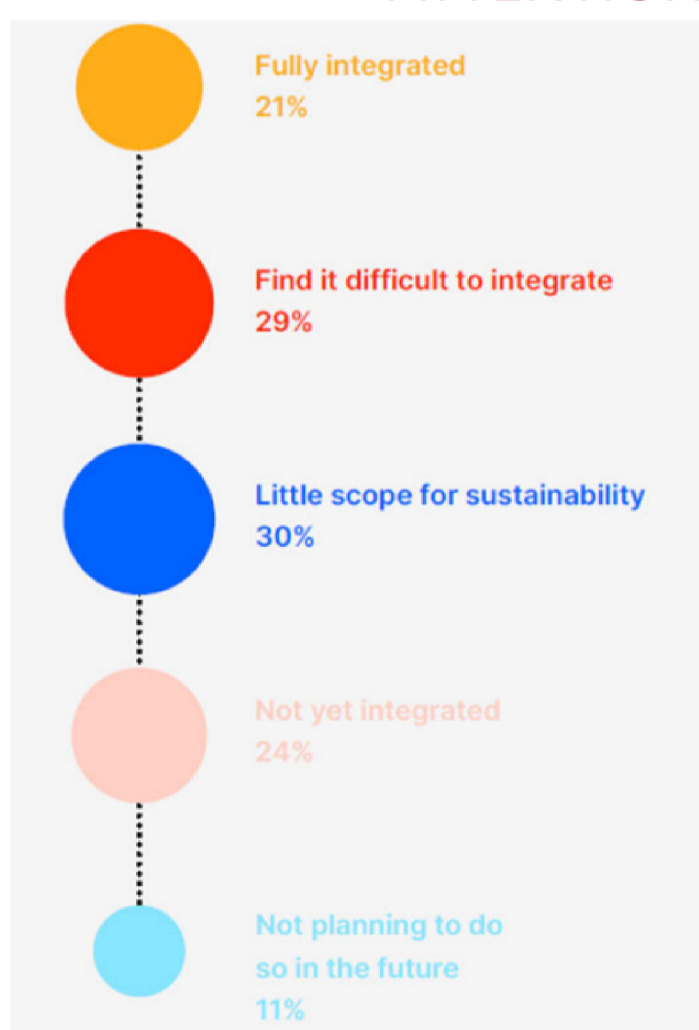 Fully integrated
21%
Find it difficult to integrate
29%
Little scope for sustainability
30%
Not yet integrated
24%
Not planning to do
so in the future
11%